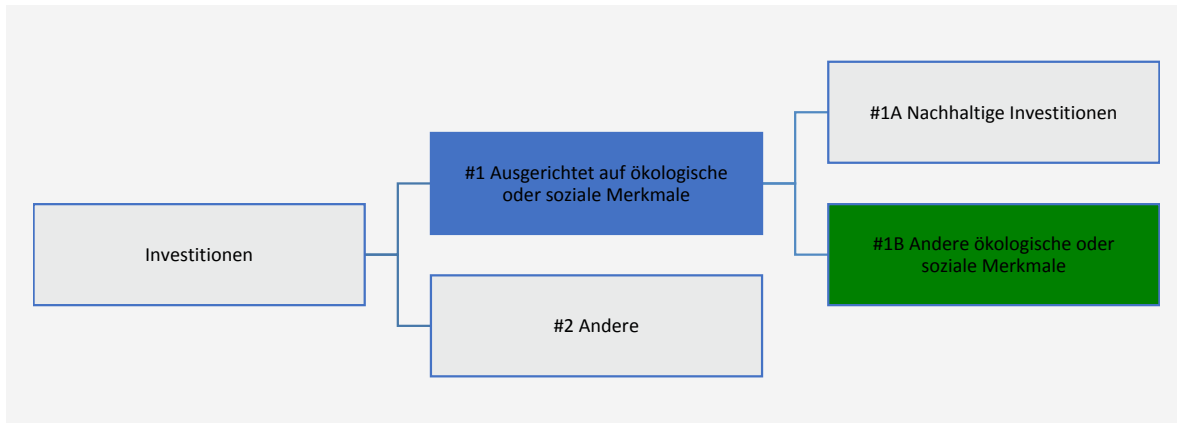 #1A Nachhaltige Investitionen
#1 Ausgerichtet auf ökologische
oder soziale Merkmale
#1B Andere ökologische oder
soziale Merkmale
Investitionen
#2 Andere